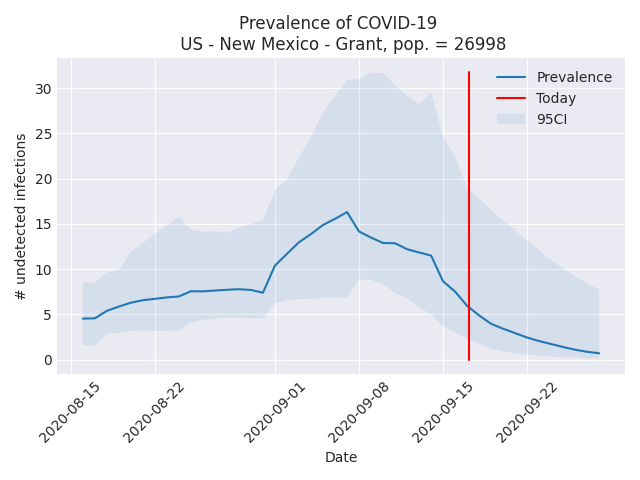 Prevalence of COVID-19
US - New Mexico - Grant, pop. = 26998
# undetected infections
30
25
20
15
10
5
0
Prevalence
Today
95CI
2020-08-15
2020-08-22
2020-09-01
2020-09-08
2020-09-15
2020-09-22
Date